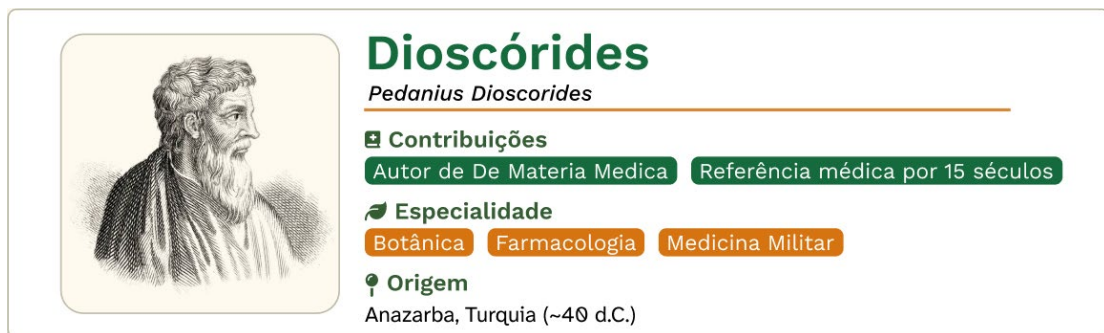 Dioscórides
Pedanius Dioscorides
Contribuições
Autor de De Materia Medica Referência médica por 15 séculos
Especialidade
Botânica Farmacologia Medicina Militar
Origem
Anazarba, Turquia (~40 d.C.)